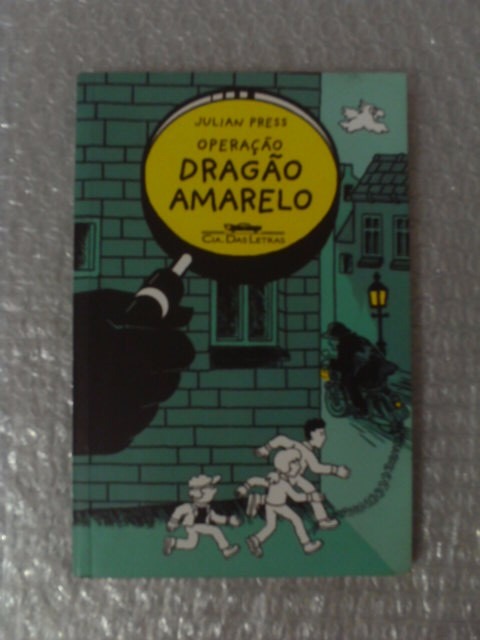 JULIAN PRESS
OPERAÇÃO
DRAGÃO
AMARELO
CIA. DAS LETRAS